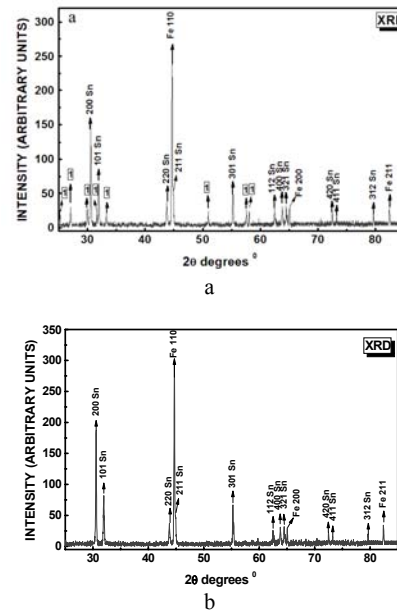 a
XRD
INTENSITY (ARBITRARY UNITS)
300
250
200
150
100
50
0
200 Sn
101 Sn
220 Sn
Fe 110
211 Sn
301 Sn
112 Sn
400 Sn
321 Sn
Fe 200
420 Sn
411 Sn
312 Sn
Fe 211
30
40
50
60
70
80
2θ degrees ⁰
a
XRD
INTENSITY (ARBITRARY UNITS)
350
300
250
200
150
100
50
0
200 Sn
101 Sn
220 Sn
Fe 110
211 Sn
301 Sn
112 Sn
400 Sn
321 Sn
Fe 200
420 Sn
411 Sn
312 Sn
Fe 211
30
40
50
60
70
80
2θ degrees ⁰
b